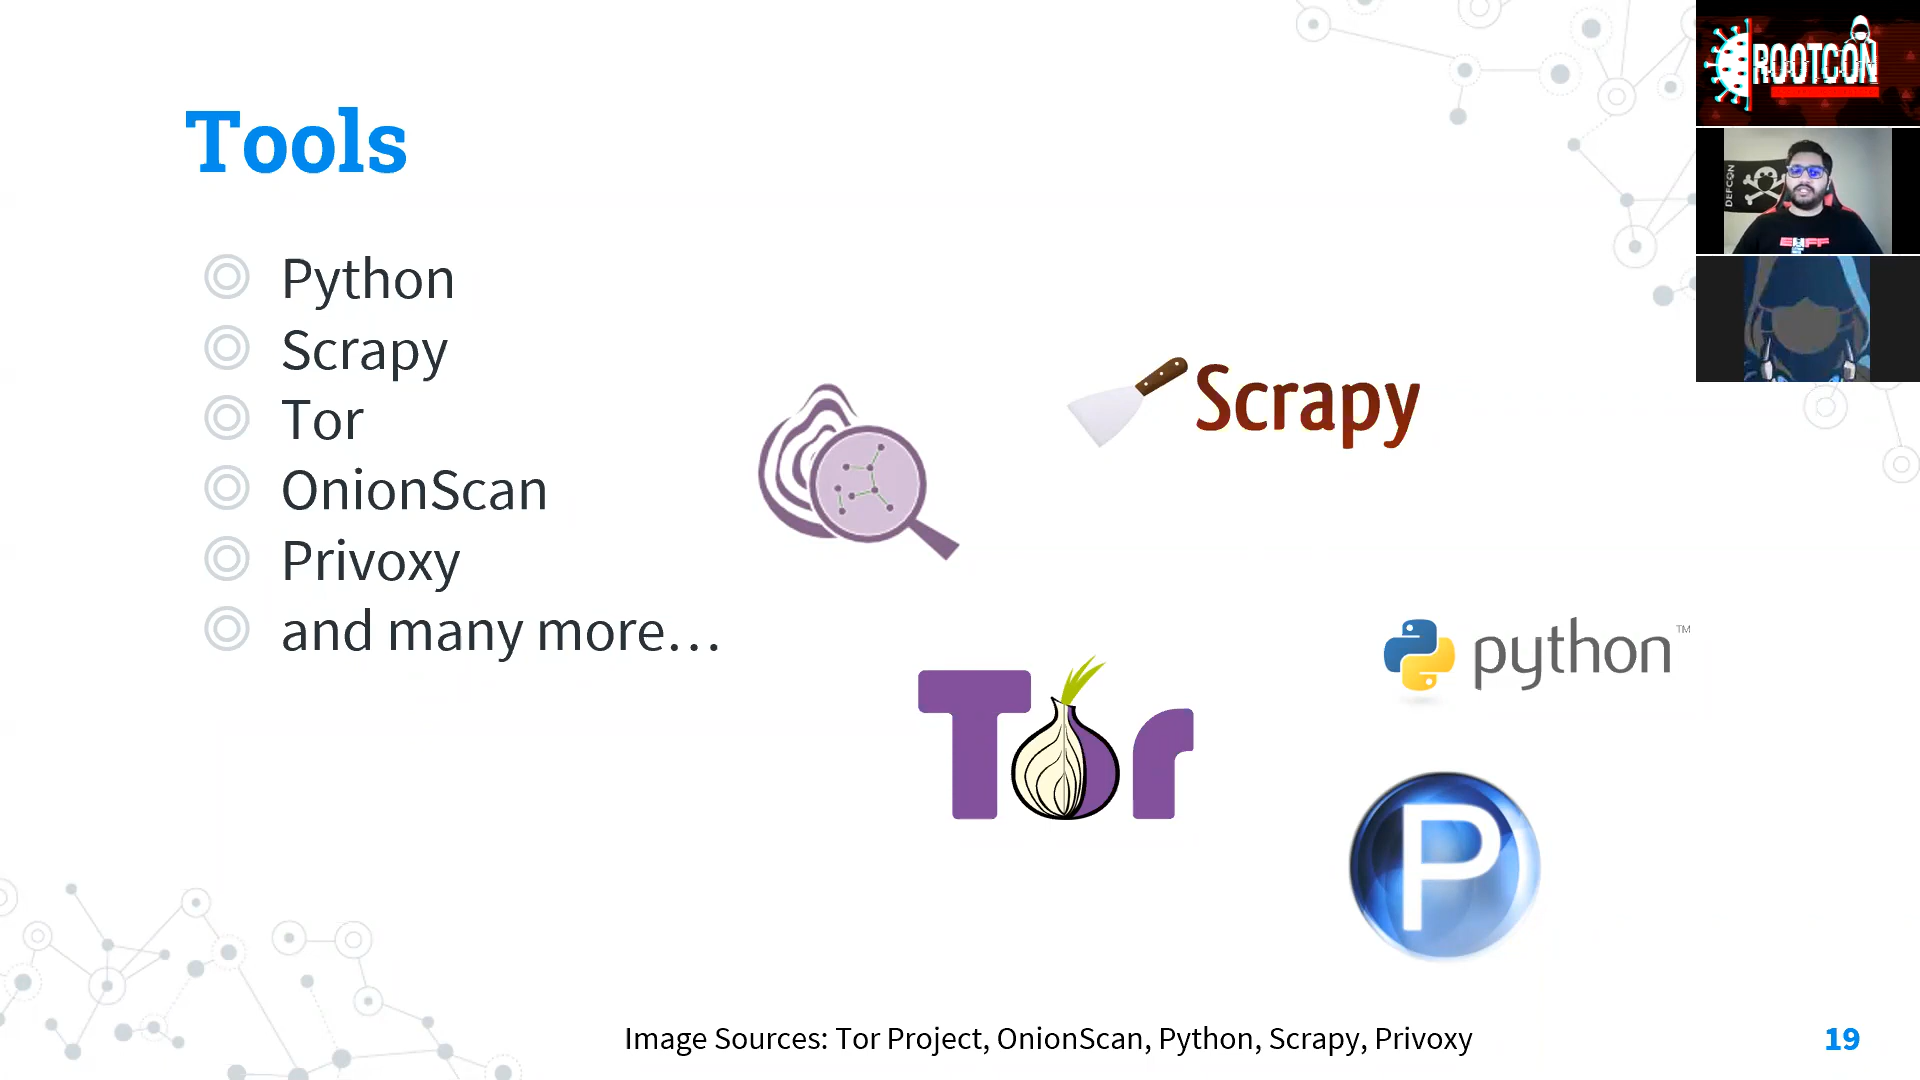 Tools
Python
Scrapy
Tor
OnionScan
Privoxy
and many more...
Scrapy
python™
Tor
P
Image Sources: Tor Project, OnionScan, Python, Scrapy, Privoxy
19
ROOTCON
DEFCON